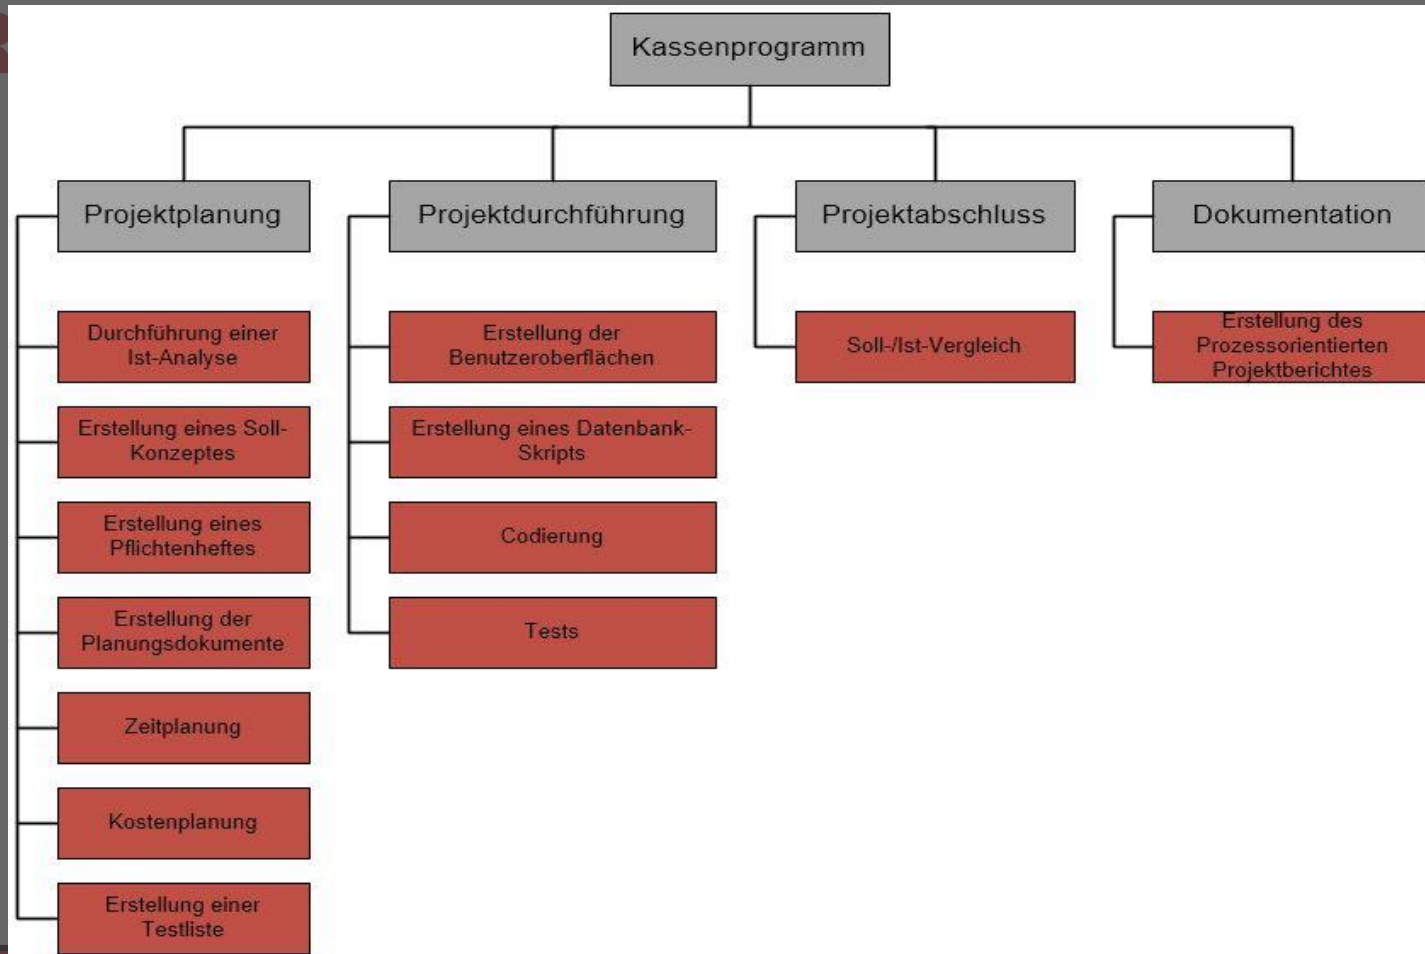 Kassenprogramm
Projektplanung
Projektdurchführung
Projektabschluss
Dokumentation
Durchführung einer
Ist-Analyse
Erstellung eines Soll-
Konzeptes
Erstellung eines
Pflichtenheftes
Erstellung der
Planungsdokumente
Zeitplanung
Kostenplanung
Erstellung einer
Testliste
Erstellung der
Benutzeroberflächen
Erstellung eines Datenbank-
Skripts
Codierung
Tests
Soll-/Ist-Vergleich
Erstellung des
Prozessorientierten
Projektberichtes